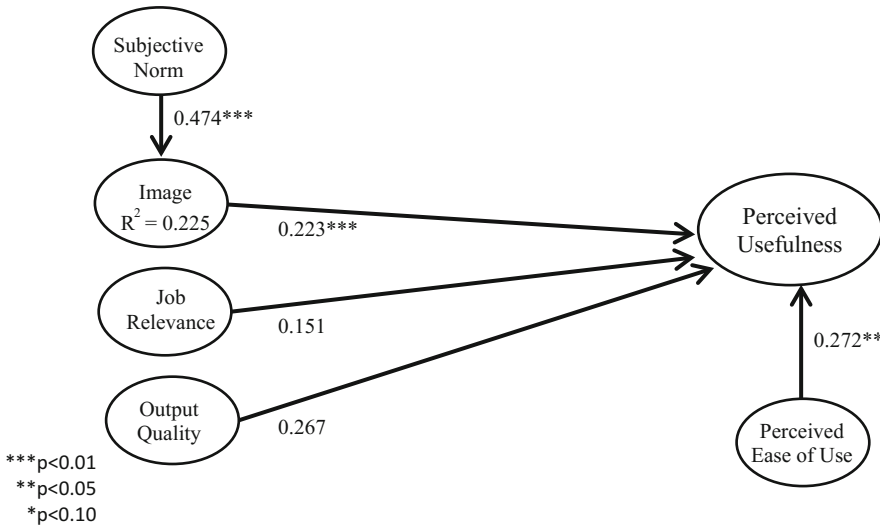 Subjective
Norm
0.474***
Image
R² = 0.225
0.223***
Perceived
Usefulness
Job
Relevance
0.151
0.272**
Output
Quality
0.267
Perceived
Ease of Use
***p<0.01
**p<0.05
*p<0.10